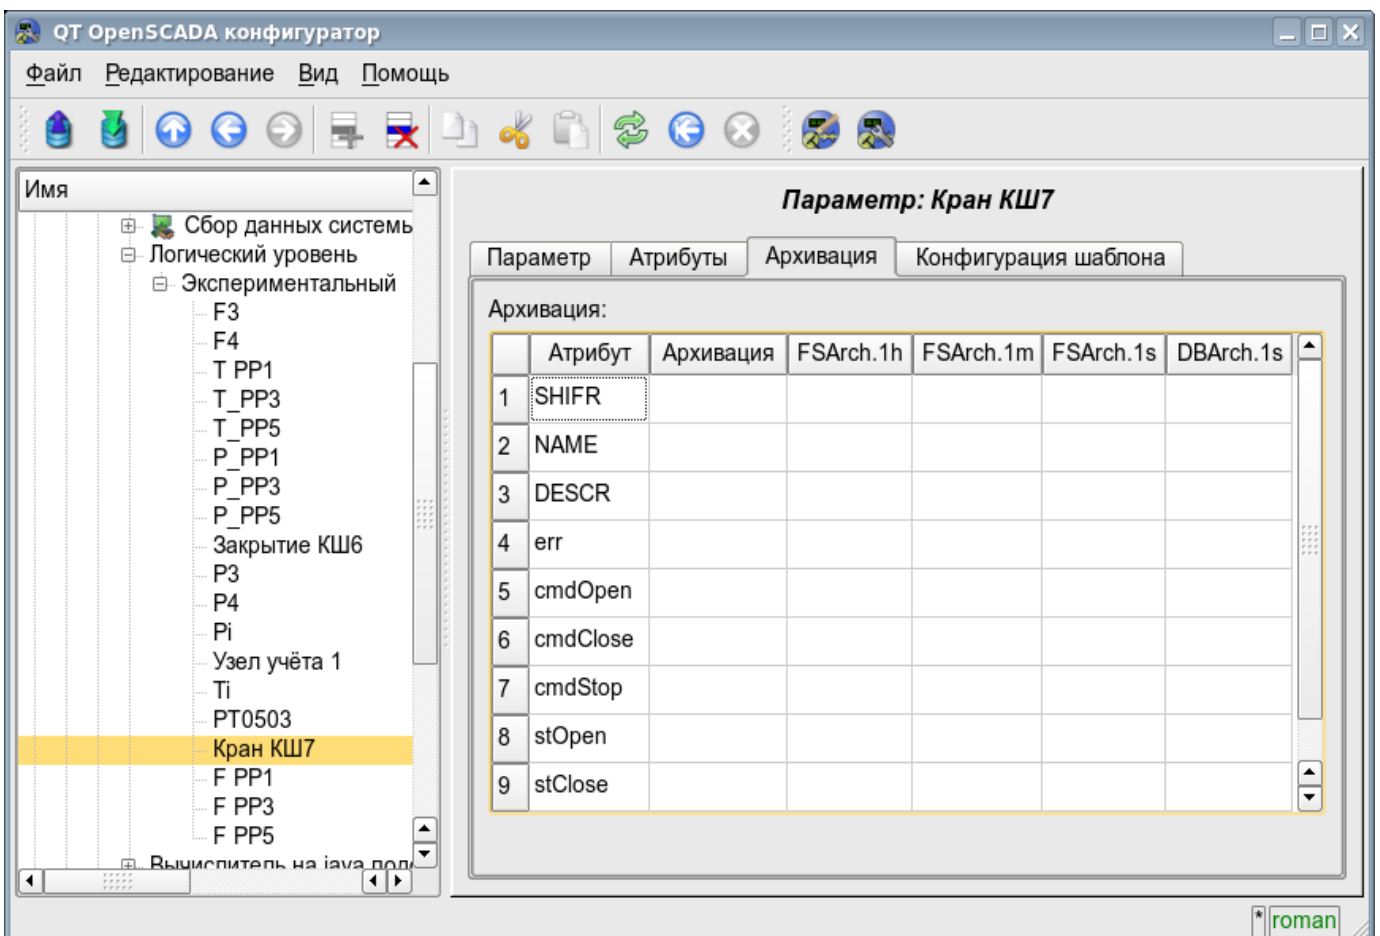 QT OpenSCADA конфигуратор
Файл Редактирование Вид Помощь
Имя
Сбор данных системы
Логический уровень
Экспериментальный
F3
F4
T PP1
T_PP3
T_PP5
P_PP1
P_PP3
P_PP5
Закрытие КШ6
P3
P4
Pi
Узел учёта 1
Ti
PT0503
Кран КШ7
F PP1
F PP3
F PP5
Вычислитель на java
Параметр: Кран КШ7
Параметр Атрибуты Архивация Конфигурация шаблона
Архивация:
Атрибут Архивация FSArch.1h FSArch.1m FSArch.1s DBArch.1s
1 SHIFR
2 NAME
3 DESCR
4 err
5 cmdOpen
6 cmdClose
7 cmdStop
8 stOpen
9 stClose
* roman